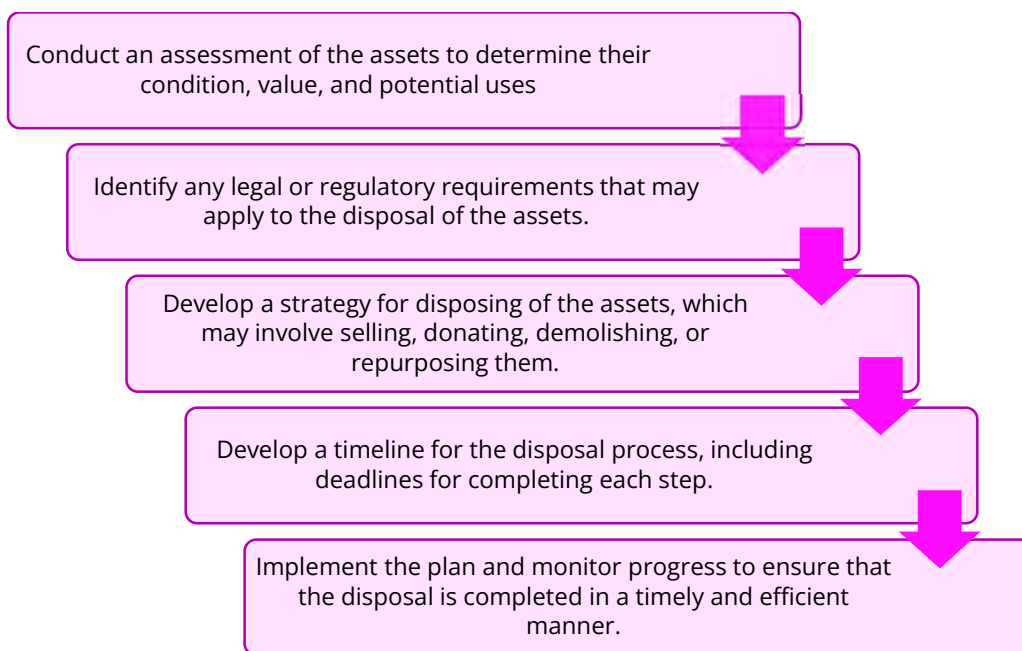 Conduct an assessment of the assets to determine their
condition, value, and potential uses
Identify any legal or regulatory requirements that may
apply to the disposal of the assets.
Develop a strategy for disposing of the assets, which
may involve selling, donating, demolishing, or
repurposing them.
Develop a timeline for the disposal process, including
deadlines for completing each step.
Implement the plan and monitor progress to ensure that
the disposal is completed in a timely and efficient
manner.